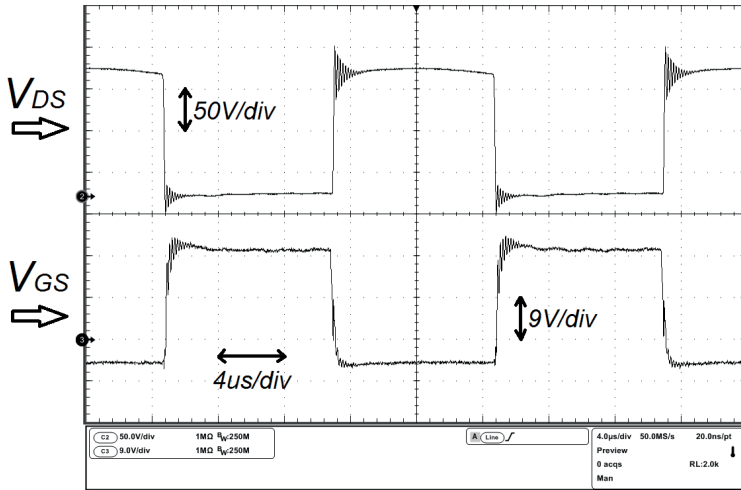 V_DS
50V/div
2
V_GS
9V/div
3
4us/div
C2 50.0V/div 1MΩ BW:250M
C3 9.0V/div 1MΩ BW:250M
A Line
4.0μs/div 50.0MS/s 20.0ns/pt
Preview
0 acqs RL:2.0k
Man